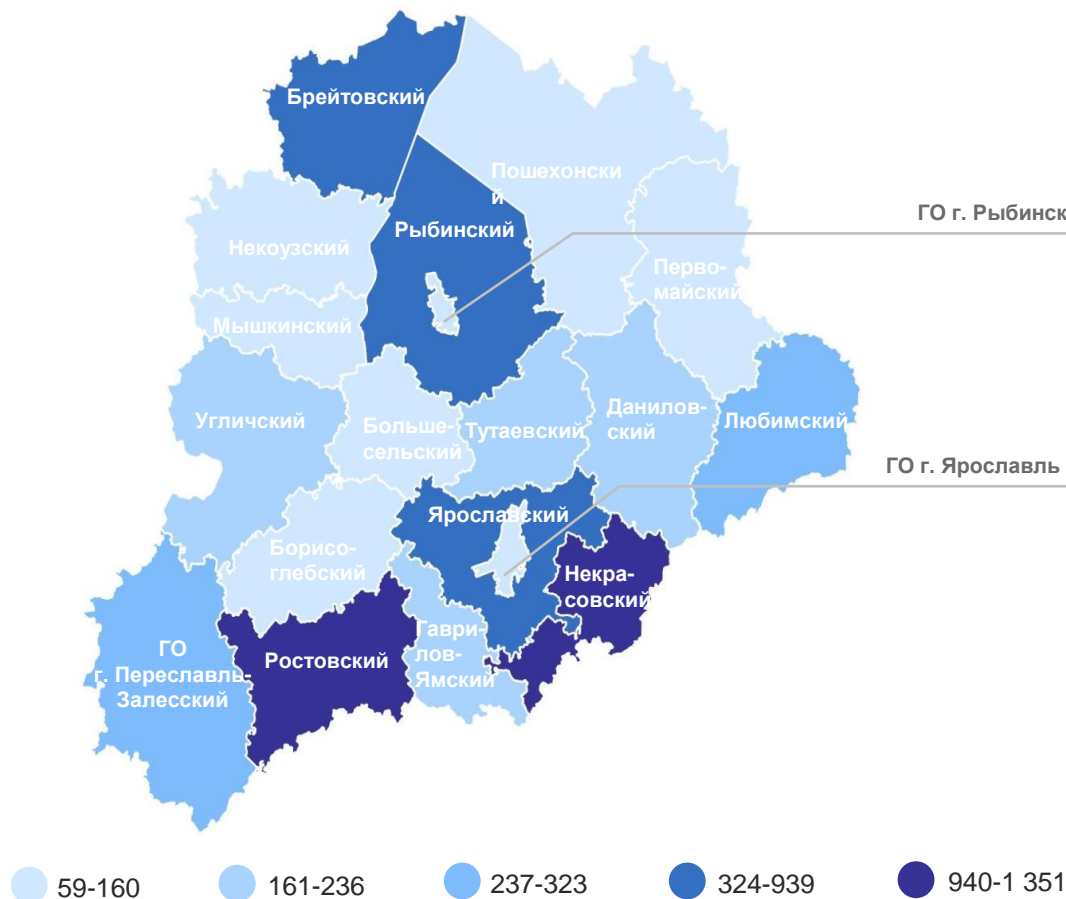 Брейтовский
Пошехонски
й
ГО г. Рыбинск
Рыбинский
Некоузский
Перво-
майский
Мышкинский
Угличский
Больше-
сельский
Тутаевский
Данилов-
ский
Любимский
ГО г. Ярославль
Ярославский
Борисо-
глебский
Некра-
совский
ГО
г. Переславль-
Залесский
Ростовский
Гаври-
лов-
Ямский
59-160
161-236
237-323
324-939
940-1 351